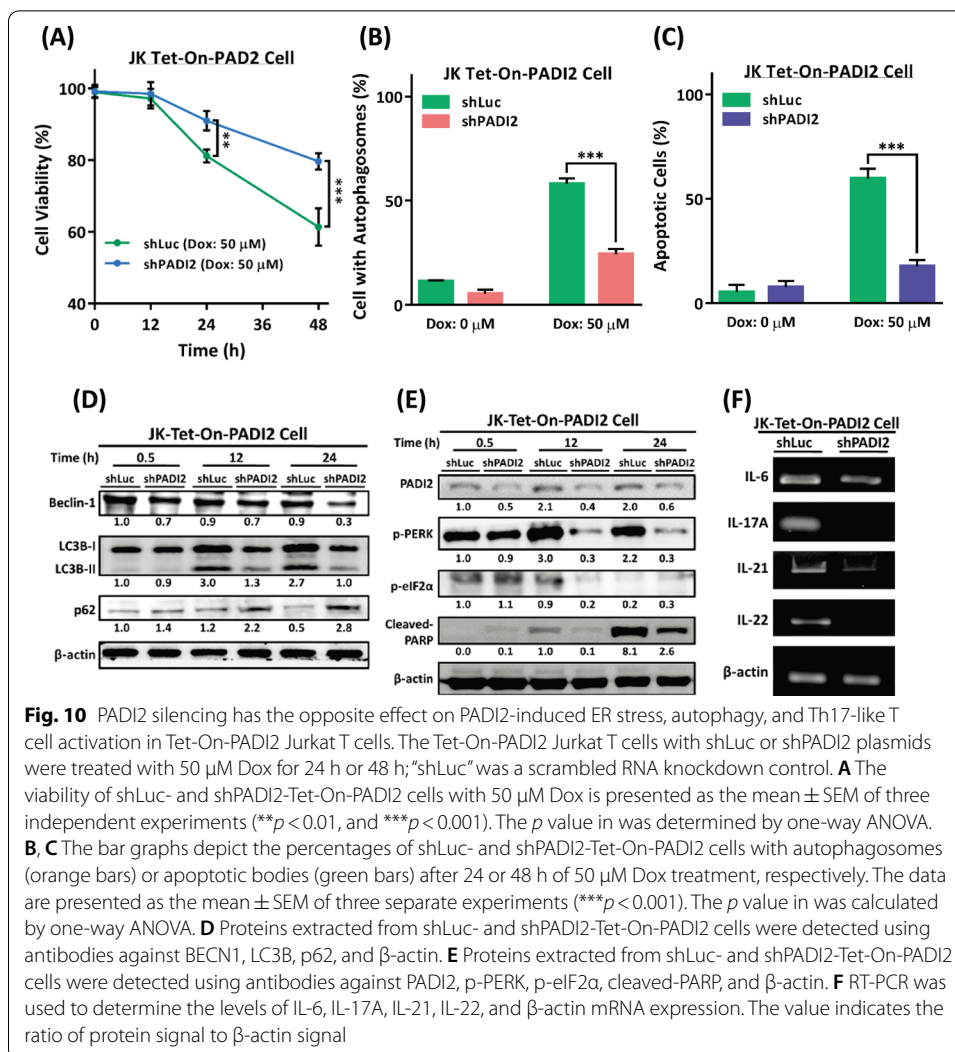 (A)
JK Tet-On-PAD2 Cell
Cell Viability (%)
100
80
60
40
**
***
shLuc (Dox: 50 μM)
shPADI2 (Dox: 50 μM)
0 12 24 36 48
Time (h)
(B)
JK Tet-On-PADI2 Cell
shLuc
shPADI2
Cell with Autophagosomes (%)
50
0
***
Dox: 0 μM Dox: 50 μM
(C)
JK Tet-On-PADI2 Cell
shLuc
shPADI2
Apoptotic Cells (%)
50
0
***
Dox: 0 μM Dox: 50 μM
(D)
JK-Tet-On-PADI2 Cell
Time (h) 0.5 12 24
shLuc shPADI2 shLuc shPADI2 shLuc shPADI2
Beclin-1
1.0 0.7 0.9 0.7 0.9 0.3
LC3B-I
LC3B-II
1.0 0.9 3.0 1.3 2.7 1.0
p62
1.0 1.4 1.2 2.2 0.5 2.8
β-actin
(E)
JK-Tet-On-PADI2 Cell
Time (h) 0.5 12 24
shLuc shPADI2 shLuc shPADI2 shLuc shPADI2
PADI2
1.0 0.5 2.1 0.4 2.0 0.6
p-PERK
1.0 0.9 3.0 0.3 2.2 0.3
p-eIF2α
1.0 1.1 0.9 0.2 0.2 0.3
Cleaved-
PARP
0.0 0.1 1.0 0.1 8.1 2.6
β-actin
(F)
JK-Tet-On-PADI2 Cell
shLuc shPADI2
IL-6
IL-17A
IL-21
IL-22
β-actin
Fig. 10 PADI2 silencing has the opposite effect on PADI2-induced ER stress, autophagy, and Th17-like T
cell activation in Tet-On-PADI2 Jurkat T cells. The Tet-On-PADI2 Jurkat T cells with shLuc or shPADI2 plasmids
were treated with 50 μM Dox for 24 h or 48 h; “shLuc” was a scrambled RNA knockdown control. A The
viability of shLuc- and shPADI2-Tet-On-PADI2 cells with 50 μM Dox is presented as the mean ± SEM of three
independent experiments (**p < 0.01, and ***p < 0.001). The p value in was determined by one-way ANOVA.
B, C The bar graphs depict the percentages of shLuc- and shPADI2-Tet-On-PADI2 cells with autophagosomes
(orange bars) or apoptotic bodies (green bars) after 24 or 48 h of 50 μM Dox treatment, respectively. The data
are presented as the mean ± SEM of three separate experiments (***p < 0.001). The p value in was calculated
by one-way ANOVA. D Proteins extracted from shLuc- and shPADI2-Tet-On-PADI2 cells were detected using
antibodies against BECN1, LC3B, p62, and β-actin. E Proteins extracted from shLuc- and shPADI2-Tet-On-PADI2
cells were detected using antibodies against PADI2, p-PERK, p-eIF2α, cleaved-PARP, and β-actin. F RT-PCR was
used to determine the levels of IL-6, IL-17A, IL-21, IL-22, and β-actin mRNA expression. The value indicates the
ratio of protein signal to β-actin signal